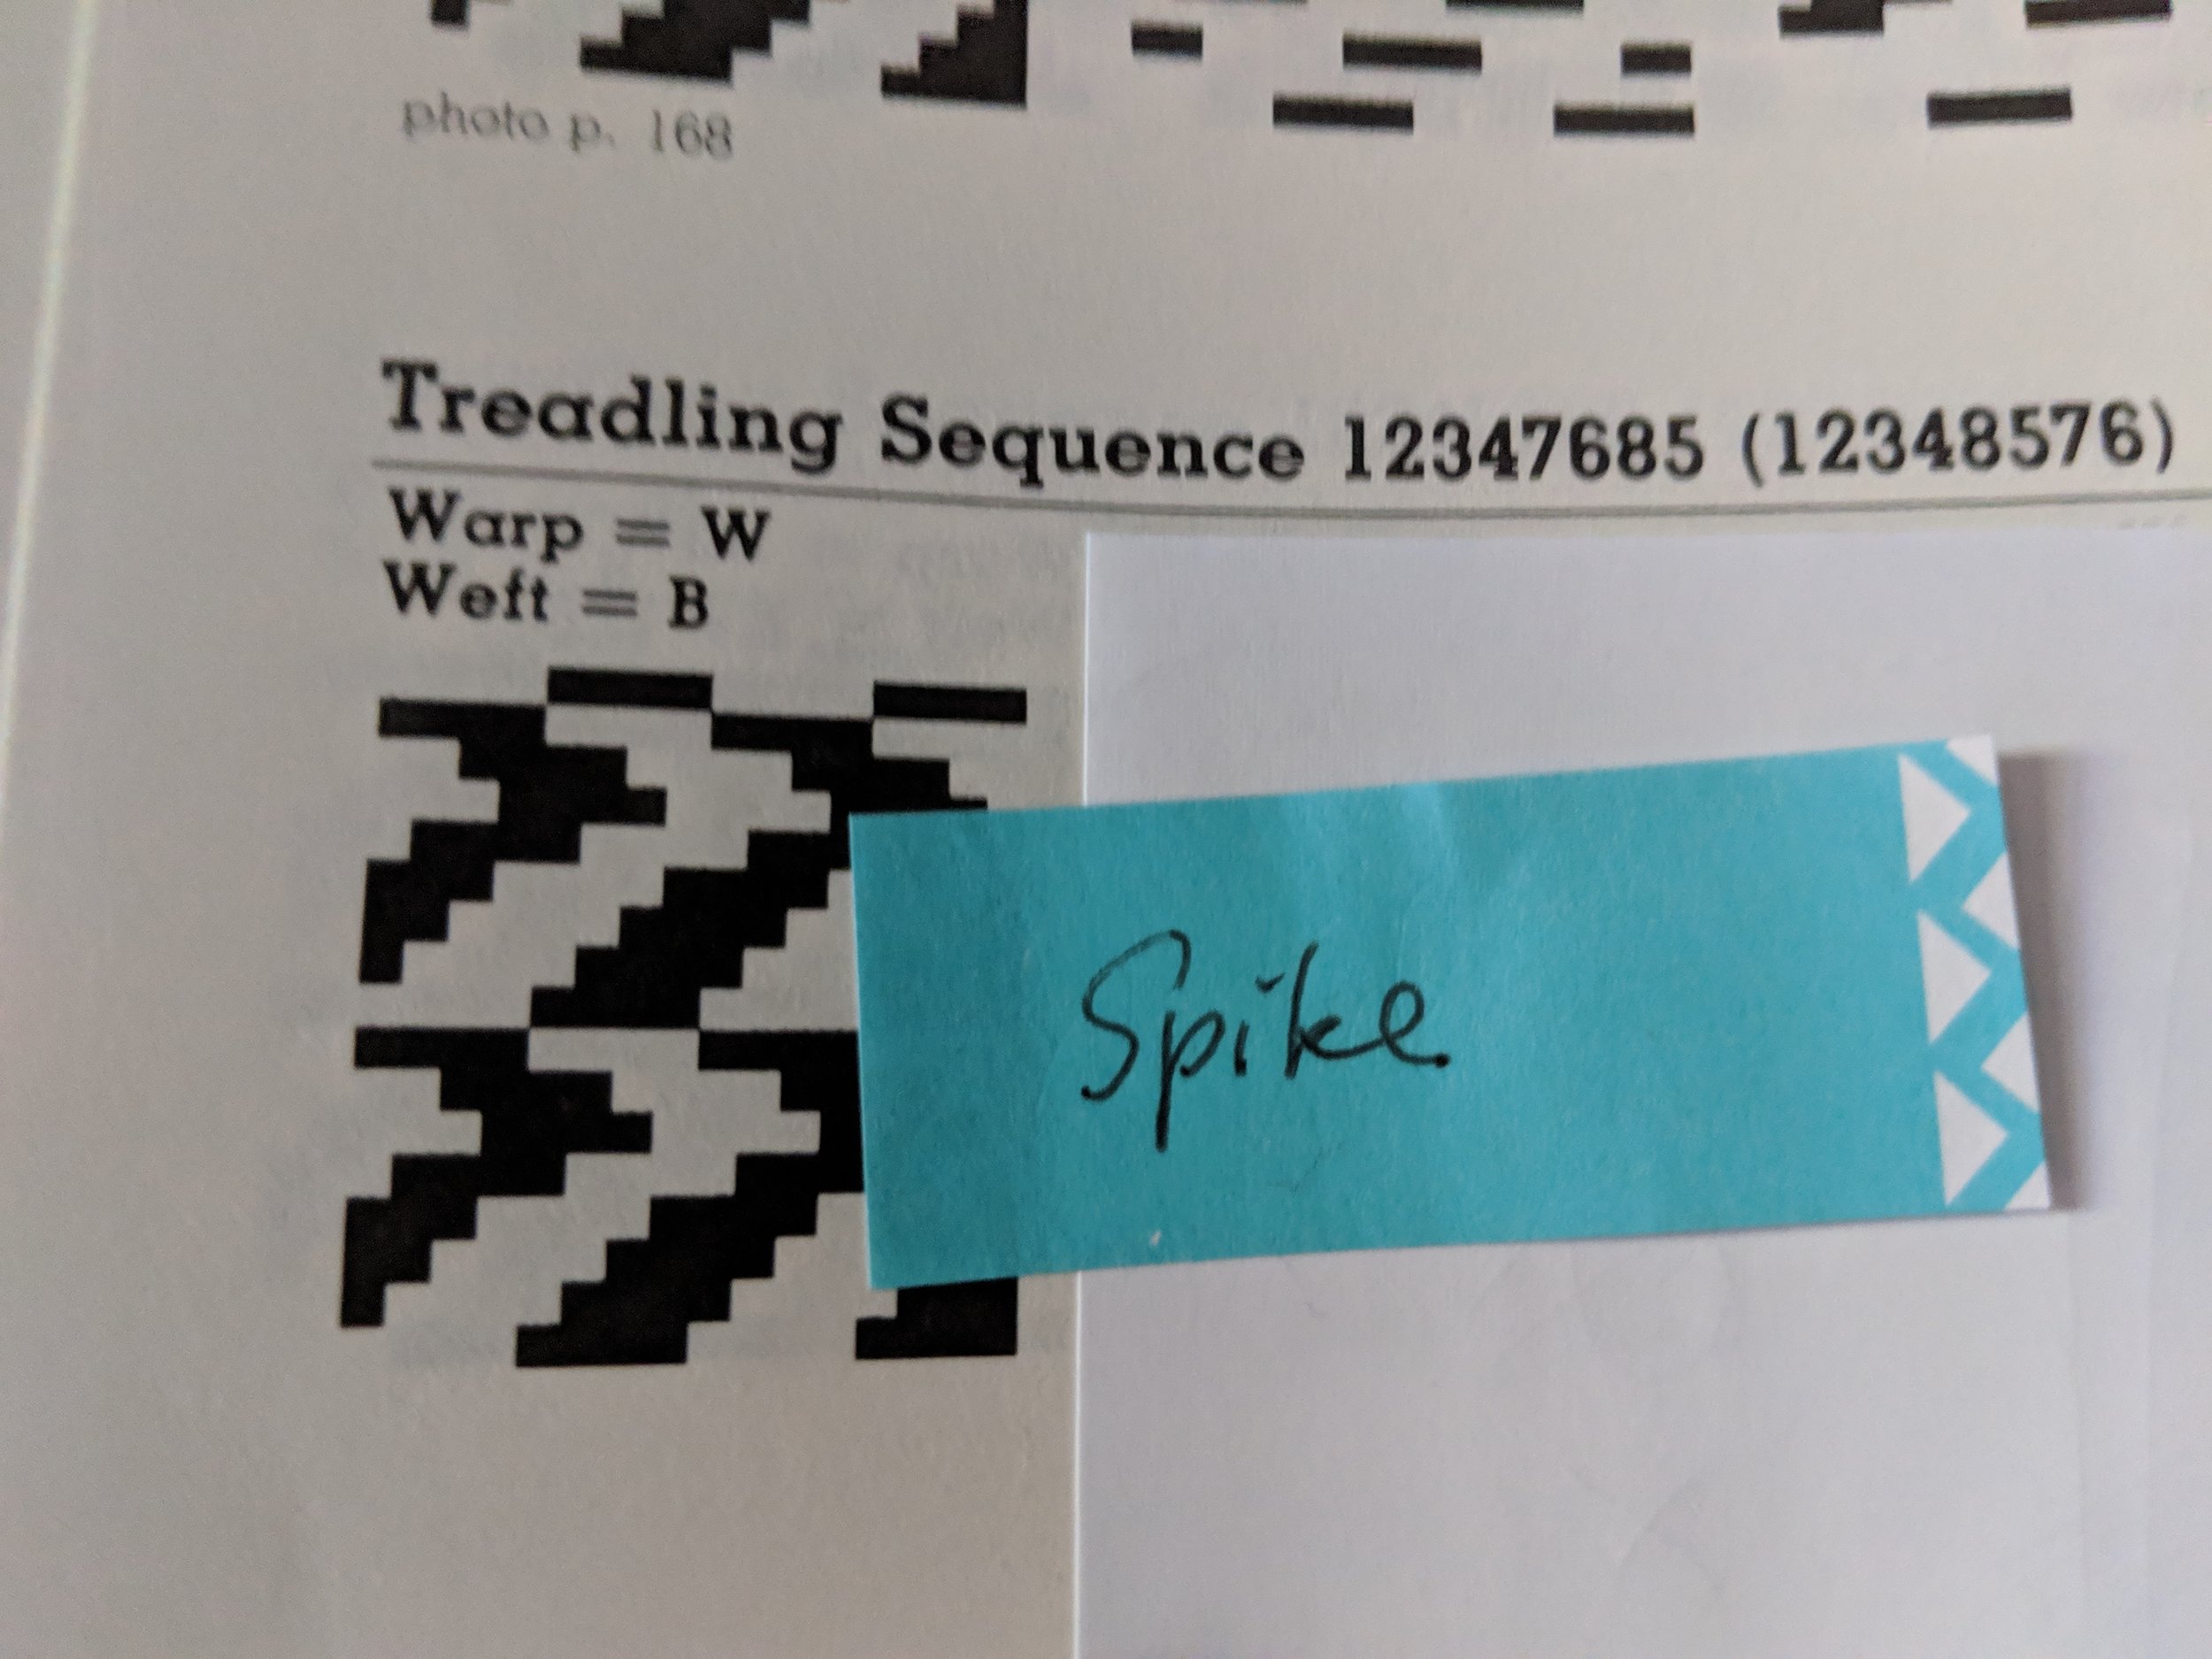 photo p. 168
Treadling Sequence 12347685 (12348576)
Warp = W
Weft = B
Spike